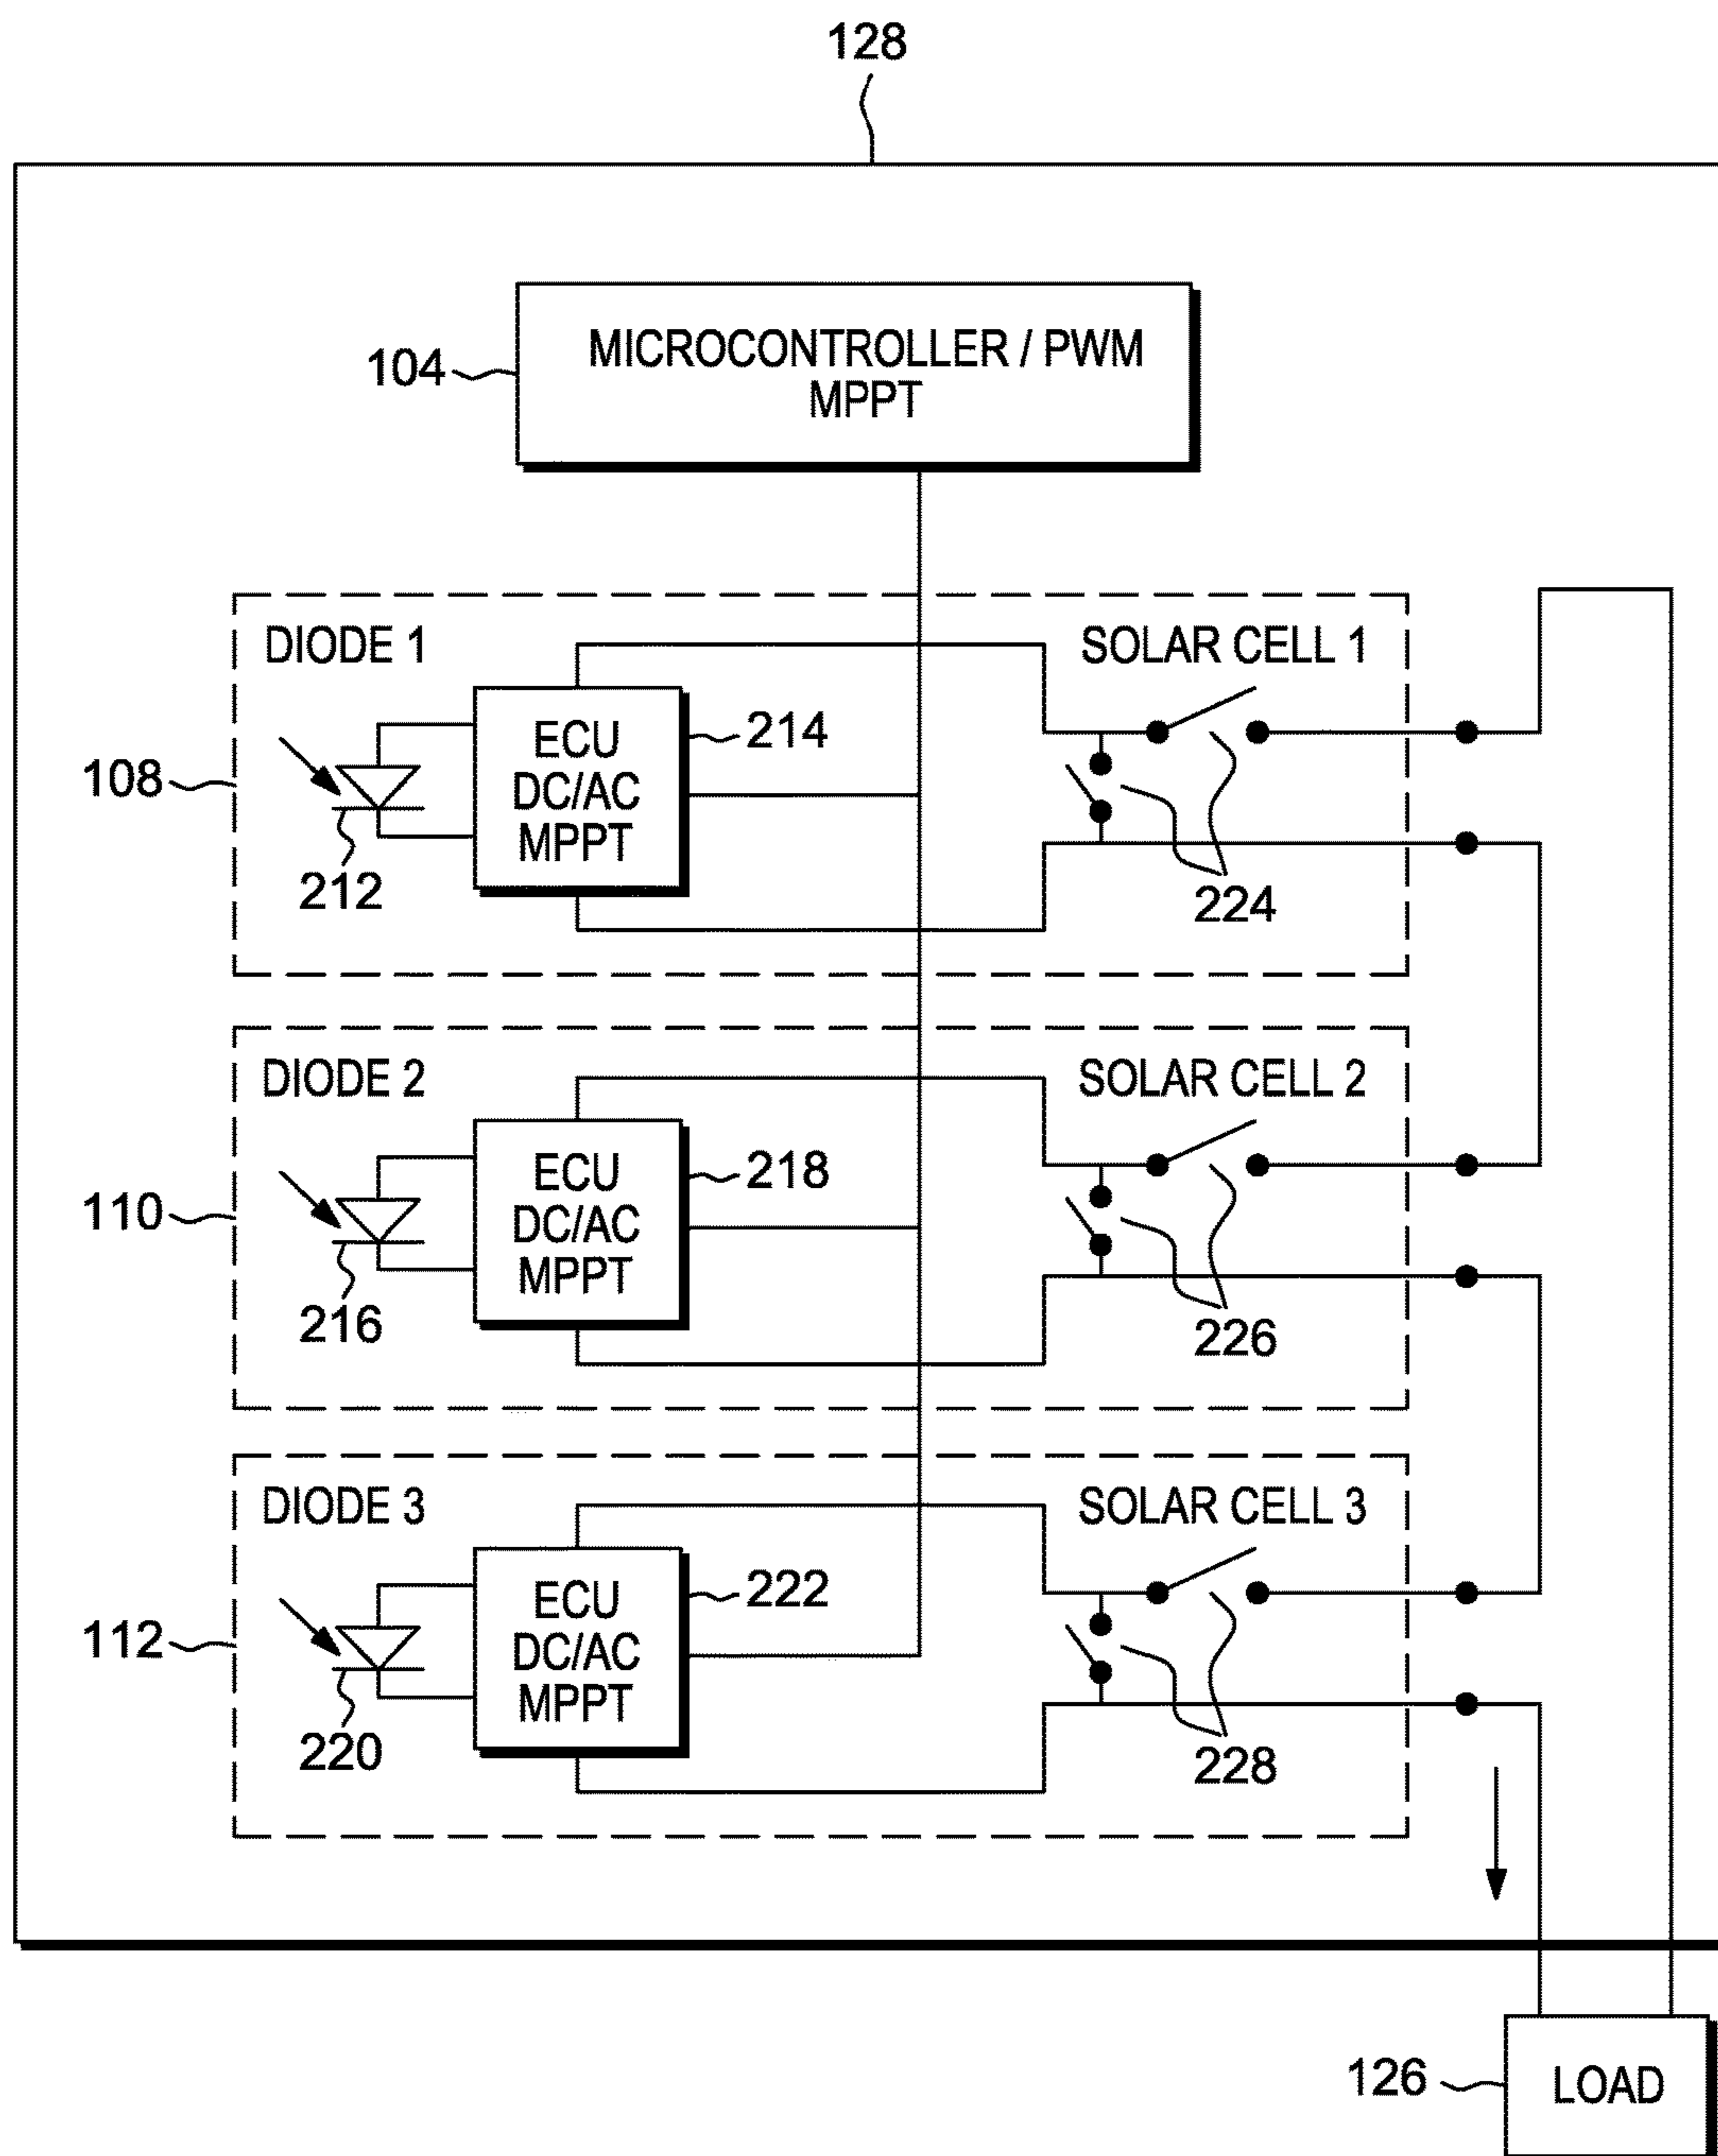 128
MICROCONTROLLER / PWM
MPPT
104
DIODE 1
SOLAR CELL 1
ECU
DC/AC
MPPT
214
108
212
224
DIODE 2
SOLAR CELL 2
ECU
DC/AC
MPPT
218
110
216
226
DIODE 3
SOLAR CELL 3
ECU
DC/AC
MPPT
222
112
220
228
126
LOAD